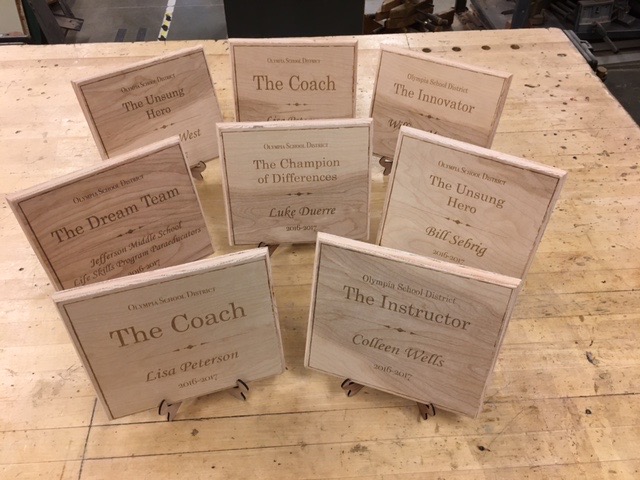 Olympia School District
The Unsung
Hero
West
Olympia School District
The Coach
Olympia School District
The Innovator
Olympia School District
The Dream Team
Jefferson Middle School
Life Skills Program Paraeducators
2016-2017
Olympia School District
The Champion
of Differences
Luke Duerre
2016-2017
Olympia School District
The Unsung
Hero
Bill Sebrig
2016-2017
Olympia School District
The Coach
Lisa Peterson
2016-2017
Olympia School District
The Instructor
Colleen Wells
2016-2017